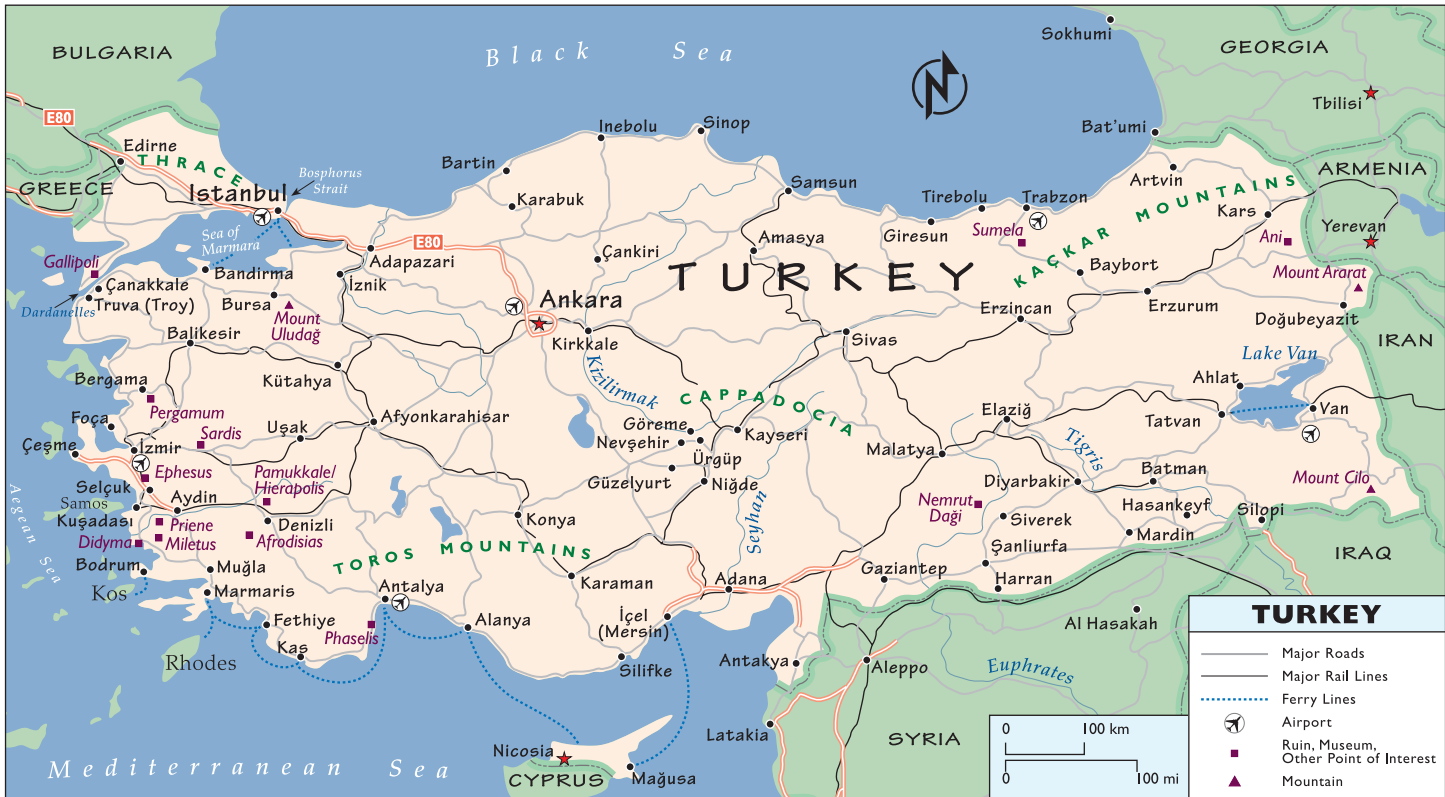 BULGARIA
Black Sea
Sokhumi
GEORGIA
Tbilisi
E80
N
Edirne
Inebolu
Sinop
Bat'umi
THRACE
Bartin
Bosphorus
Strait
GREECE
Istanbul
Karabuk
Samsun
Artvin
ARMENIA
Tirebolu
Trabzon
KAÇKAR MOUNTAINS
Kars
Sea of
Marmara
E80
Çankiri
Amasya
Giresun
Sumela
Ani
Yerevan
Gallipoli
Adapazari
Bandirma
TURKEY
Baybort
Mount Ararat
Çanakkale
İznik
Truva (Troy)
Bursa
Dardanelles
Mount
Uludağ
Ankara
Erzincan
Erzurum
Doğubeyazit
Balikesir
Kirkkale
Sivas
IRAN
Lake Van
Kütahya
Kizilirmak
Bergama
CAPPADOCIA
Ahlat
Pergamum
Afyonkarahisar
Elaziğ
Tatvan
Van
Foça
Sardis
Uşak
Göreme
Nevşehir
Kayseri
Çeşme
İzmir
Malatya
Tigris
Ürgüp
Ephesus
Pamukkale/
Hierapolis
Güzelyurt
Niğde
Batman
Mount Cilo
Selçuk
Diyarbakir
Aegean Sea
Samos
Aydin
Nemrut
Daği
Hasankeyf
Silopi
Kuşadası
Priene
Denizli
Konya
Seyhan
Siverek
Didyma
Miletus
Afrodisias
Mardin
TOROS MOUNTAINS
Şanliurfa
IRAQ
Bodrum
Muğla
Gaziantep
Kos
Marmaris
Antalya
Karaman
Adana
Harran
Fethiye
Phaselis
Alanya
İçel
(Mersin)
Al Hasakah
Rhodes
Kas
Silifke
Antakya
Aleppo
Euphrates
Latakia
SYRIA
Nicosia
CYPRUS
Mağusa
Mediterranean Sea
0 100 km
0 100 mi
TURKEY
Major Roads
Major Rail Lines
Ferry Lines
Airport
Ruin, Museum,
Other Point of Interest
Mountain